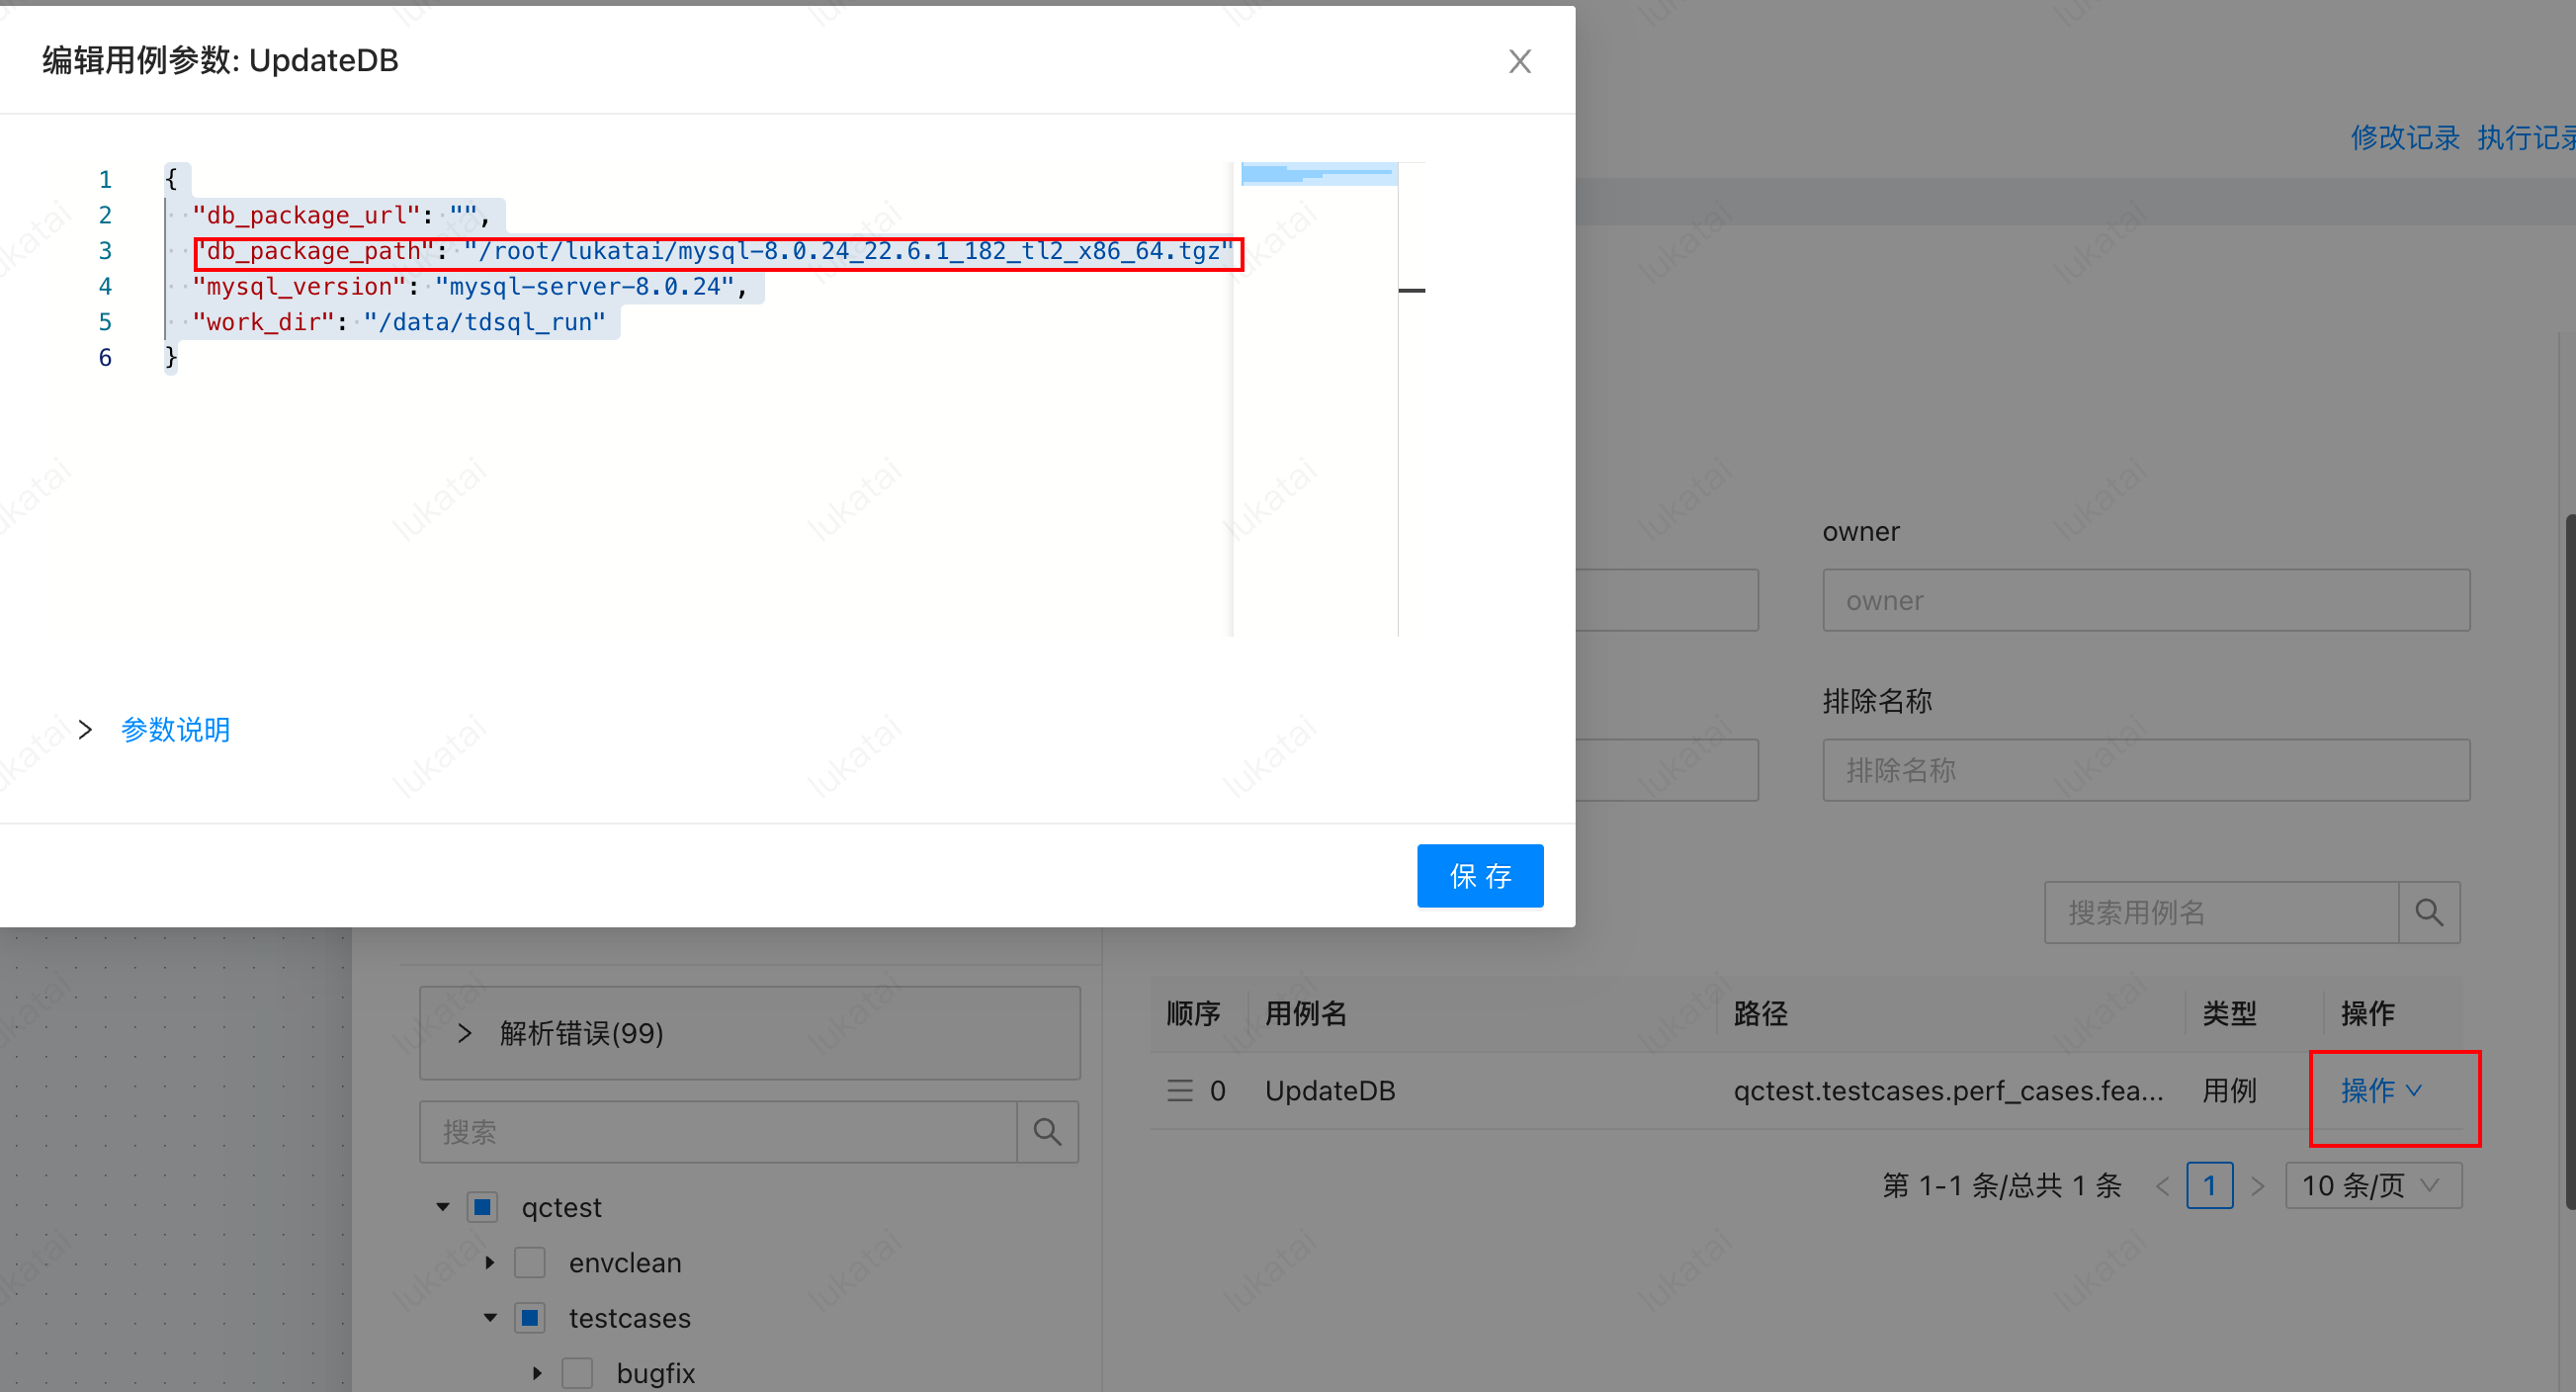 编辑用例参数: UpdateDB
修改记录 执行记录
1 {
2 "db_package_url": "",
3 "db_package_path": "/root/lukatai/mysql-8.0.24_22.6.1_182_tl2_x86_64.tgz"
4 "mysql_version": "mysql-server-8.0.24",
5 "work_dir": "/data/tdsql_run"
6 }
owner
owner
排除名称
排除名称
参数说明
保 存
搜索用例名
解析错误(99)
搜索
qctest
envclean
testcases
bugfix
顺序 用例名 路径 类型 操作
0 UpdateDB qctest.testcases.perf_cases.fea... 用例 操作
第 1-1 条/总共 1 条 1 10 条/页
lukatai